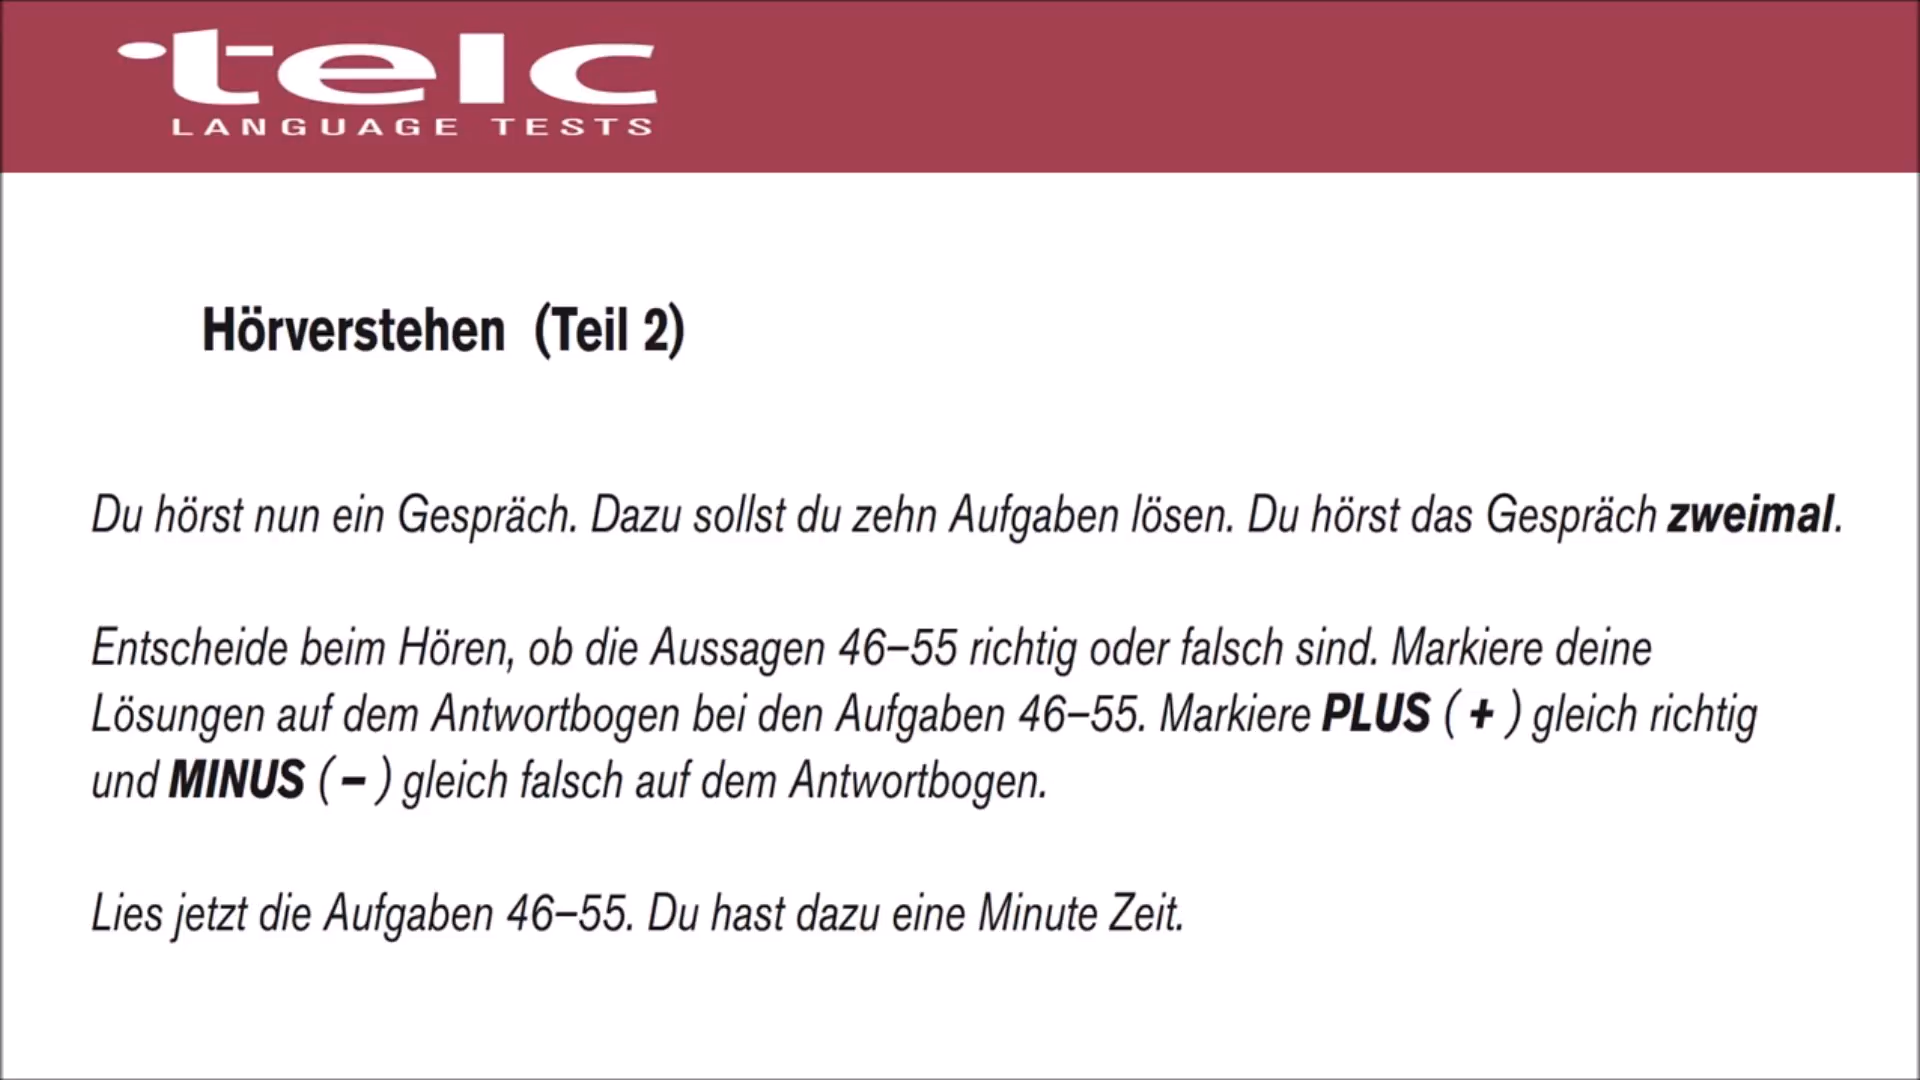 telc
LANGUAGE TESTS
Hörverstehen (Teil 2)
Du hörst nun ein Gespräch. Dazu sollst du zehn Aufgaben lösen. Du hörst das Gespräch zweimal.
Entscheide beim Hören, ob die Aussagen 46–55 richtig oder falsch sind. Markiere deine
Lösungen auf dem Antwortbogen bei den Aufgaben 46–55. Markiere PLUS ( + ) gleich richtig
und MINUS ( – ) gleich falsch auf dem Antwortbogen.
Lies jetzt die Aufgaben 46–55. Du hast dazu eine Minute Zeit.